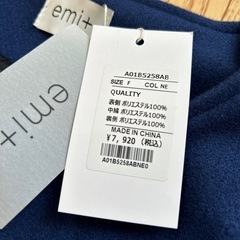 emi+
A01B5258AB
SIZE F COL NE
QUALITY
表側 ポリエステル100%
中綿 ポリエステル100%
裏側 ポリエステル100%
MADE IN CHINA
¥7,920 (税込)
A01B5258ABNE0
emi+